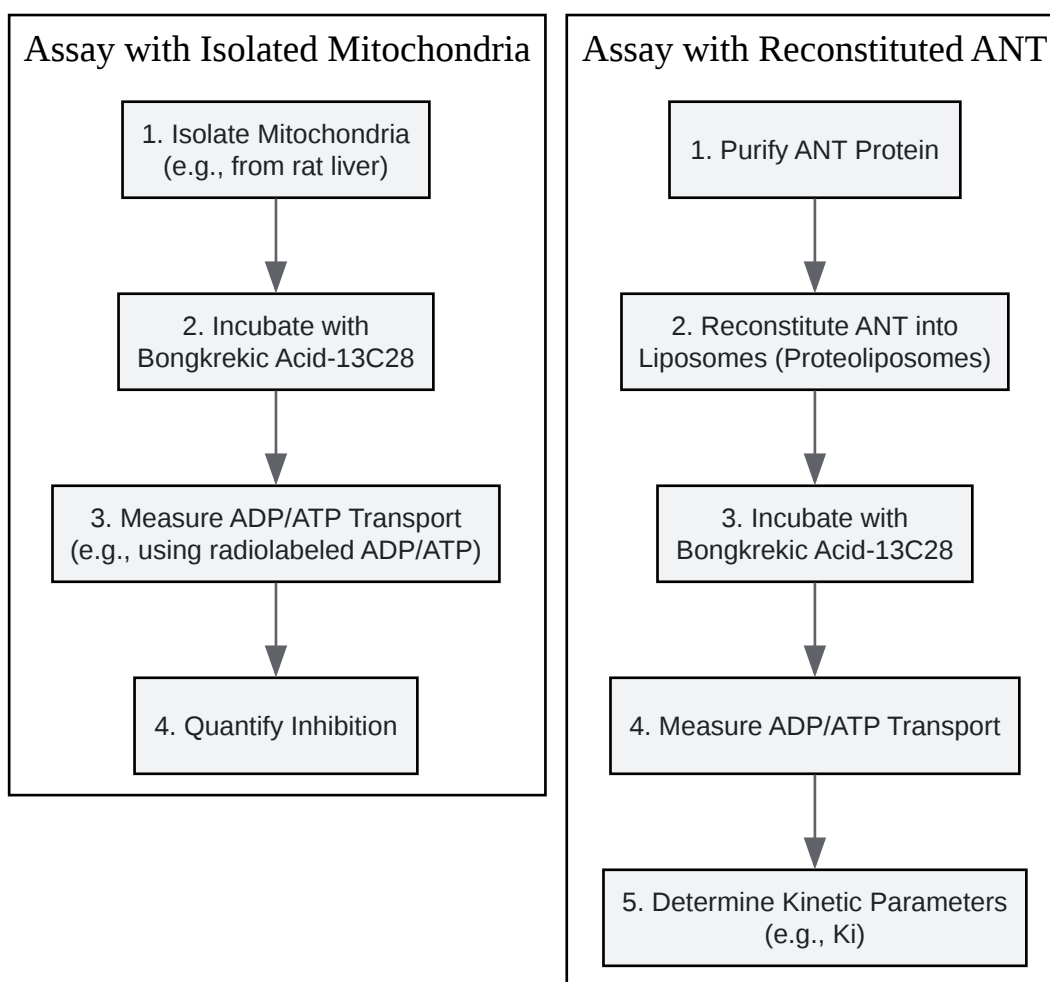 Assay with Isolated Mitochondria
1. Isolate Mitochondria
(e.g., from rat liver)
2. Incubate with
Bongkrekic Acid-13C28
3. Measure ADP/ATP Transport
(e.g., using radiolabeled ADP/ATP)
4. Quantify Inhibition
Assay with Reconstituted ANT
1. Purify ANT Protein
2. Reconstitute ANT into
Liposomes (Proteoliposomes)
3. Incubate with
Bongkrekic Acid-13C28
4. Measure ADP/ATP Transport
5. Determine Kinetic Parameters
(e.g., Ki)